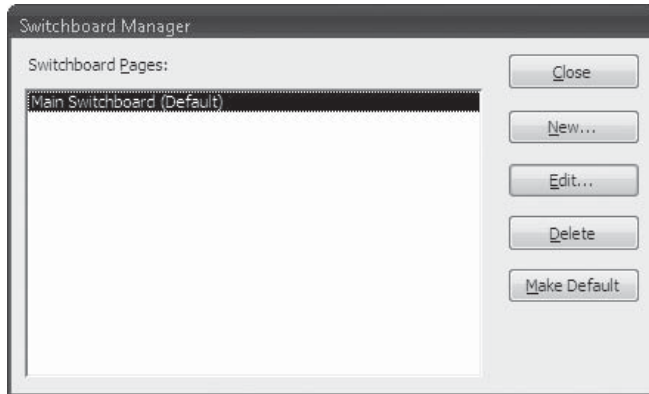 Switchboard Manager
Switchboard Pages:
Main Switchboard (Default)
Close
New...
Edit...
Delete
Make Default